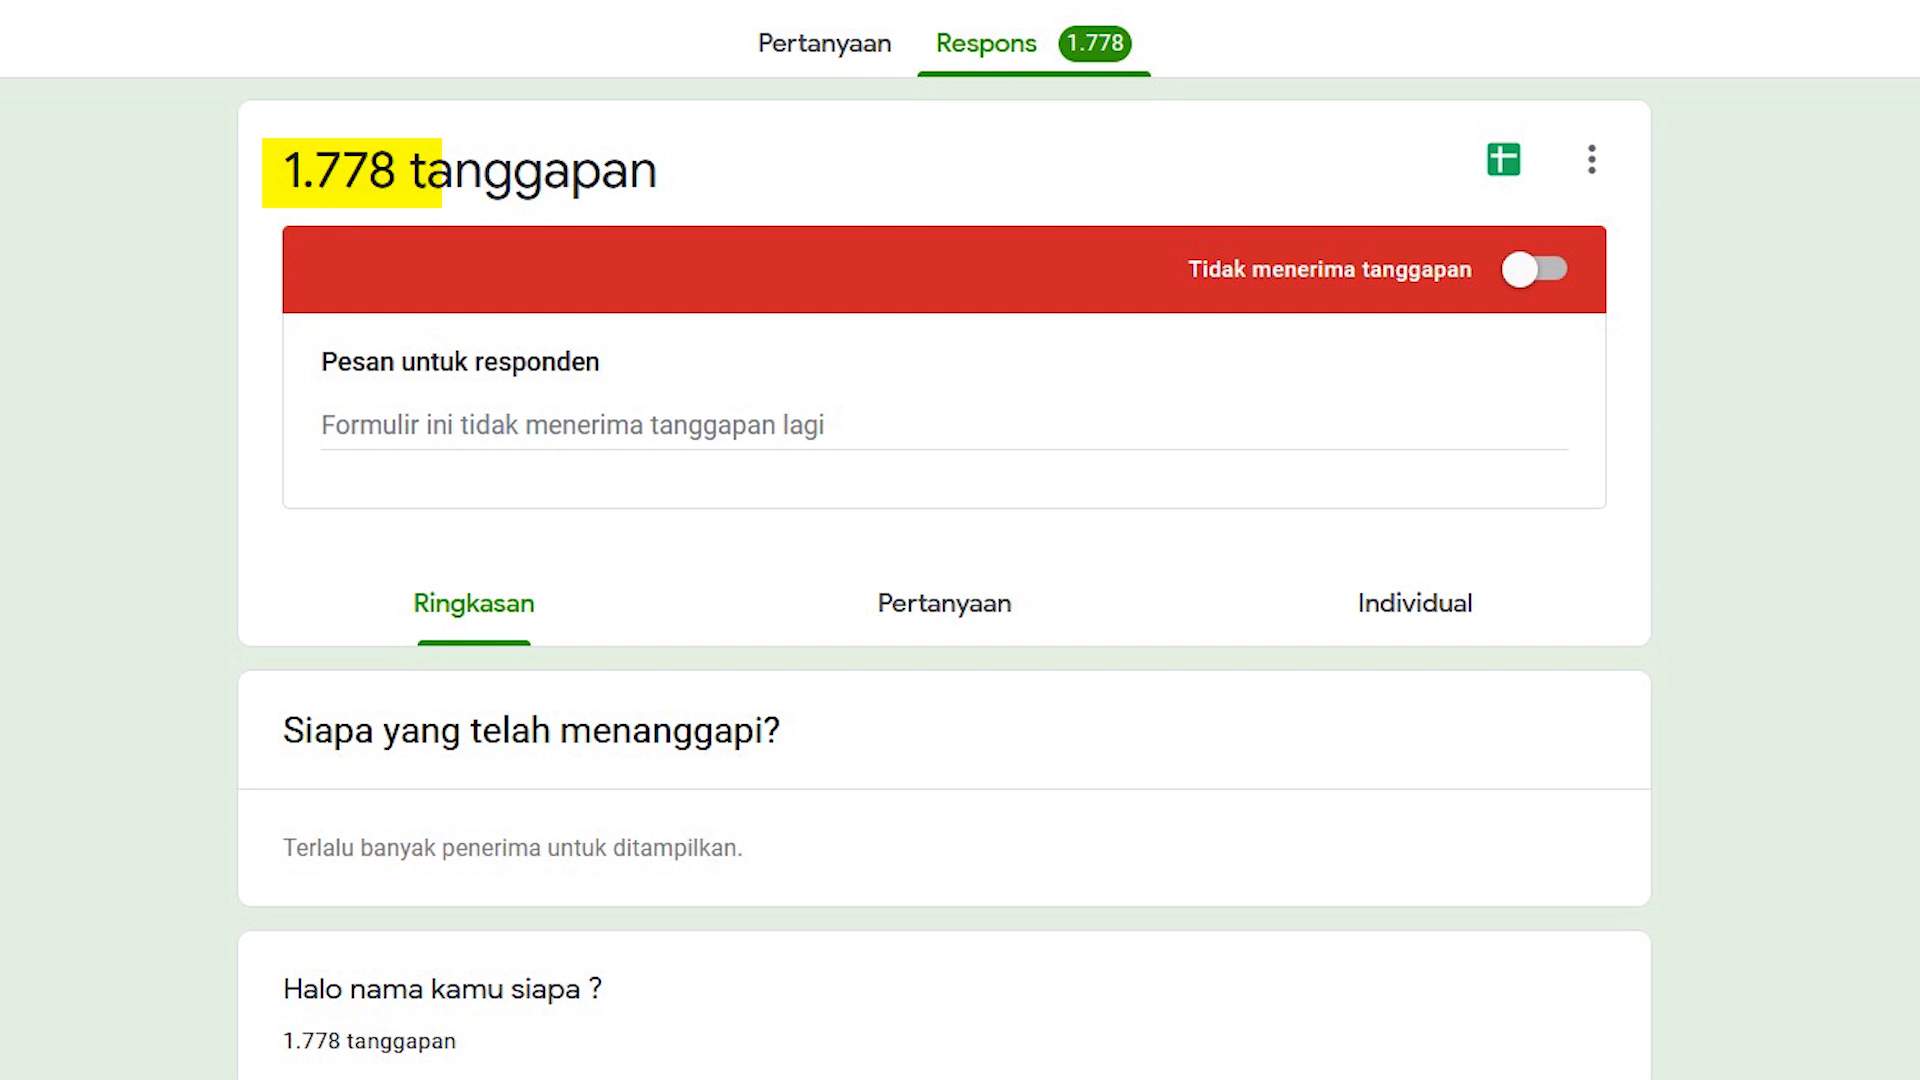 Pertanyaan Respons 1.778
1.778 tanggapan
Tidak menerima tanggapan
Pesan untuk responden
Formulir ini tidak menerima tanggapan lagi
Ringkasan Pertanyaan Individual
Siapa yang telah menanggapi?
Terlalu banyak penerima untuk ditampilkan.
Halo nama kamu siapa ?
1.778 tanggapan